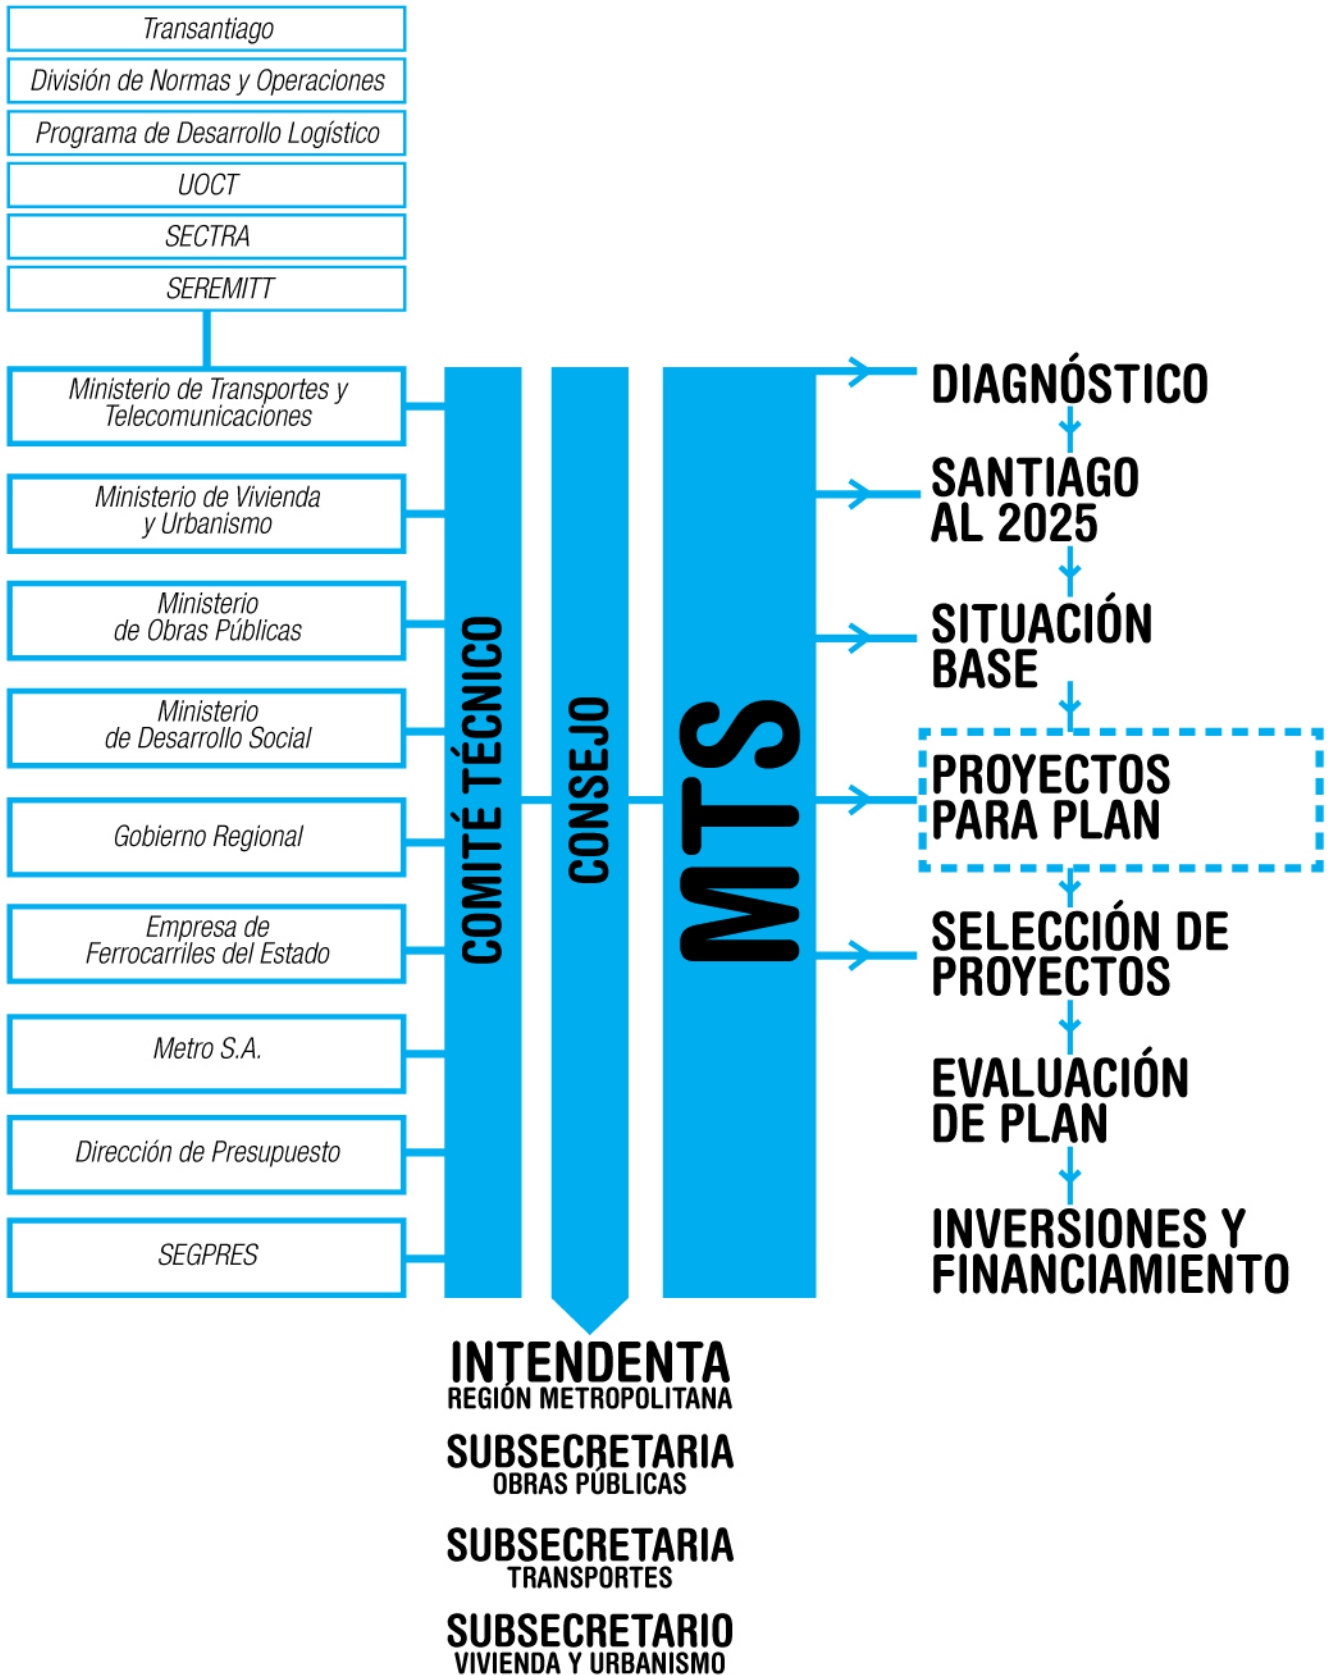 Transantiago
División de Normas y Operaciones
Programa de Desarrollo Logístico
UOCT
SECTRA
SEREMITT
Ministerio de Transportes y
Telecomunicaciones
Ministerio de Vivienda
y Urbanismo
Ministerio
de Obras Públicas
Ministerio
de Desarrollo Social
Gobierno Regional
Empresa de
Ferrocarriles del Estado
Metro S.A.
Dirección de Presupuesto
SEGPRES
COMITÉ TÉCNICO
CONSEJO
MTS
DIAGNÓSTICO
SANTIAGO
AL 2025
SITUACIÓN
BASE
PROYECTOS
PARA PLAN
SELECCIÓN DE
PROYECTOS
EVALUACIÓN
DE PLAN
INVERSIONES Y
FINANCIAMIENTO
INTENDENTA
REGIÓN METROPOLITANA
SUBSECRETARIA
OBRAS PÚBLICAS
SUBSECRETARIA
TRANSPORTES
SUBSECRETARIO
VIVIENDA Y URBANISMO